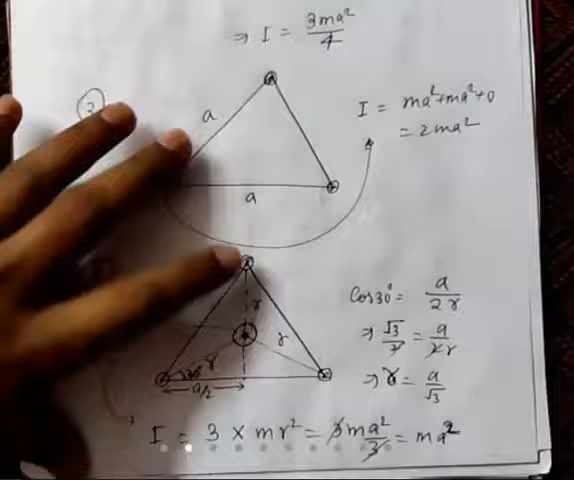 ⇒ I = 3ma²/4
3
a
I = ma²+ma²+0
= 2ma²
a
r
r
30° r
a/2
Cos30° = a/2r
⇒ √3/2 = a/2r
⇒ r = a/√3
I = 3 × mr² = 3ma²/3 = ma²